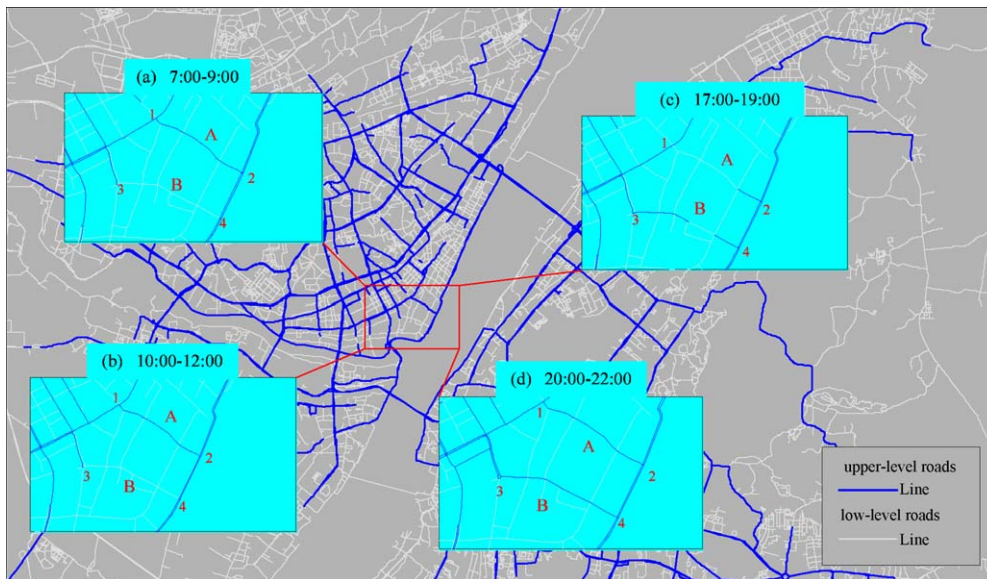 (a) 7:00-9:00
1
A
2
B
3
4
(c) 17:00-19:00
1
A
2
B
3
4
(b) 10:00-12:00
1
A
2
3
B
4
(d) 20:00-22:00
1
A
2
3
B
4
upper-level roads
Line
low-level roads
Line